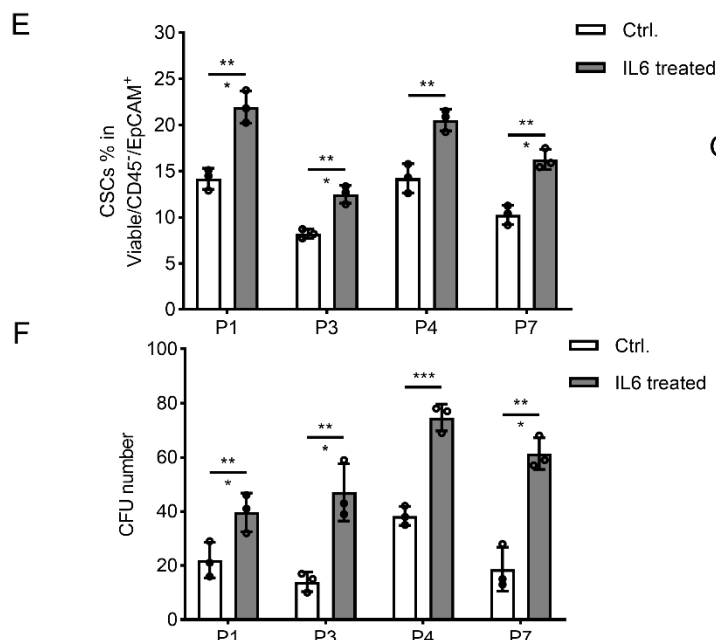 E
Ctrl.
IL6 treated
CSCs % in
Viable/CD45⁻/EpCAM⁺
30
25
20
15
10
5
0
**
*
**
*
**
**
*
P1
P3
P4
P7
F
Ctrl.
IL6 treated
CFU number
100
80
60
40
20
0
**
*
**
*
***
**
*
P1
P3
P4
P7